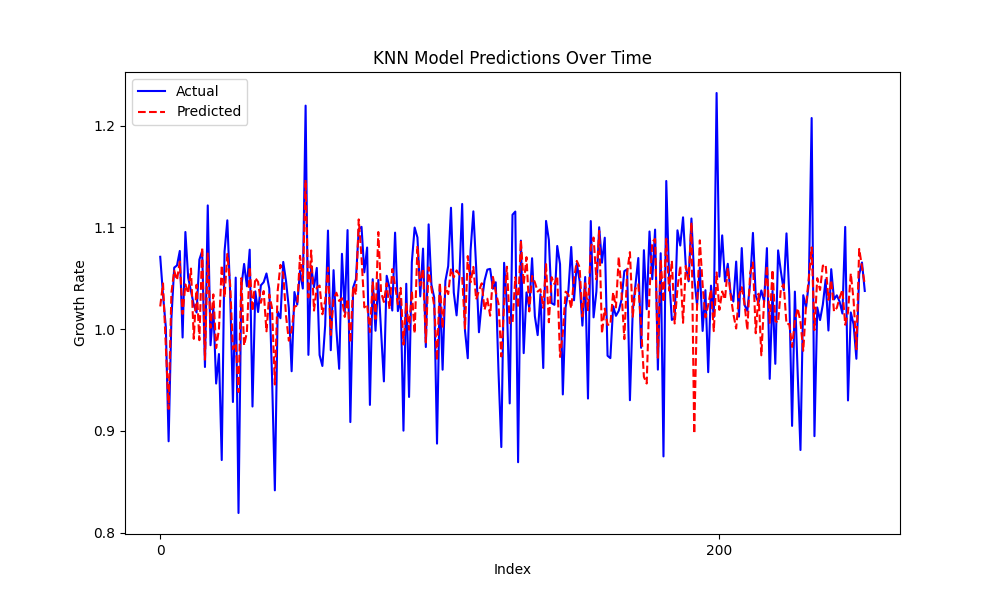 KNN Model Predictions Over Time
Actual
Predicted
Growth Rate
1.2
1.1
1.0
0.9
0.8
0
200
Index